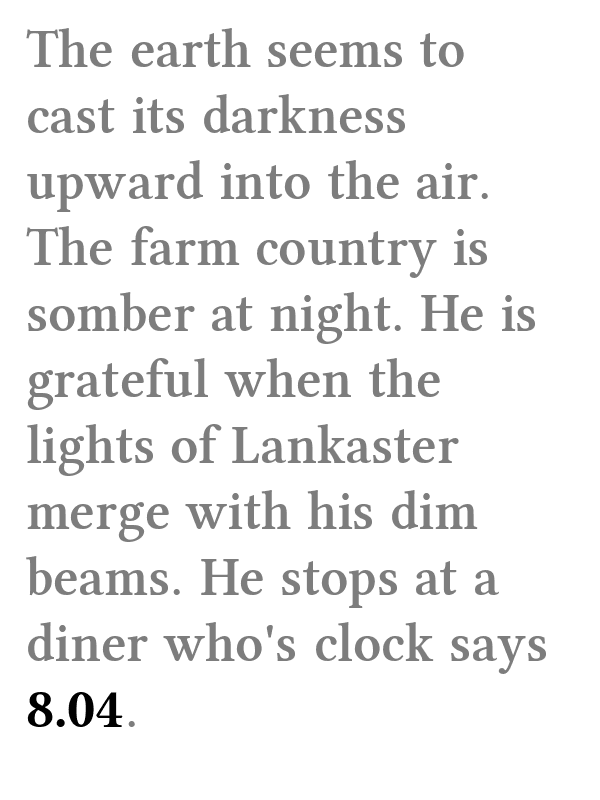 The earth seems to
cast its darkness
upward into the air.
The farm country is
somber at night. He is
grateful when the
lights of Lankaster
merge with his dim
beams. He stops at a
diner who's clock says
8.04.